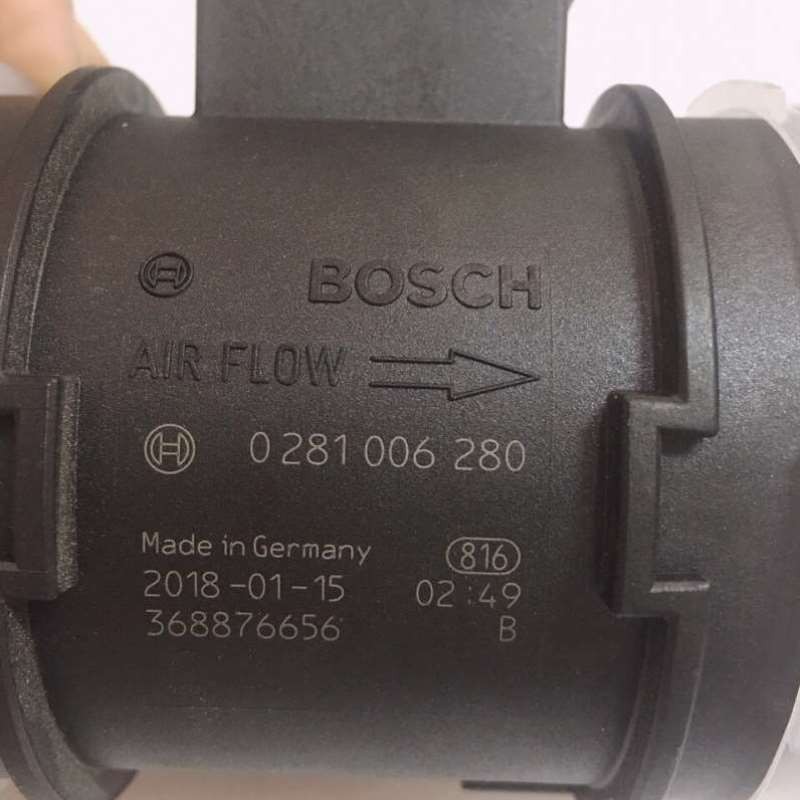 BOSCH
AIR FLOW
0 281 006 280
Made in Germany 816
2018-01-15 02:49
368876656 B